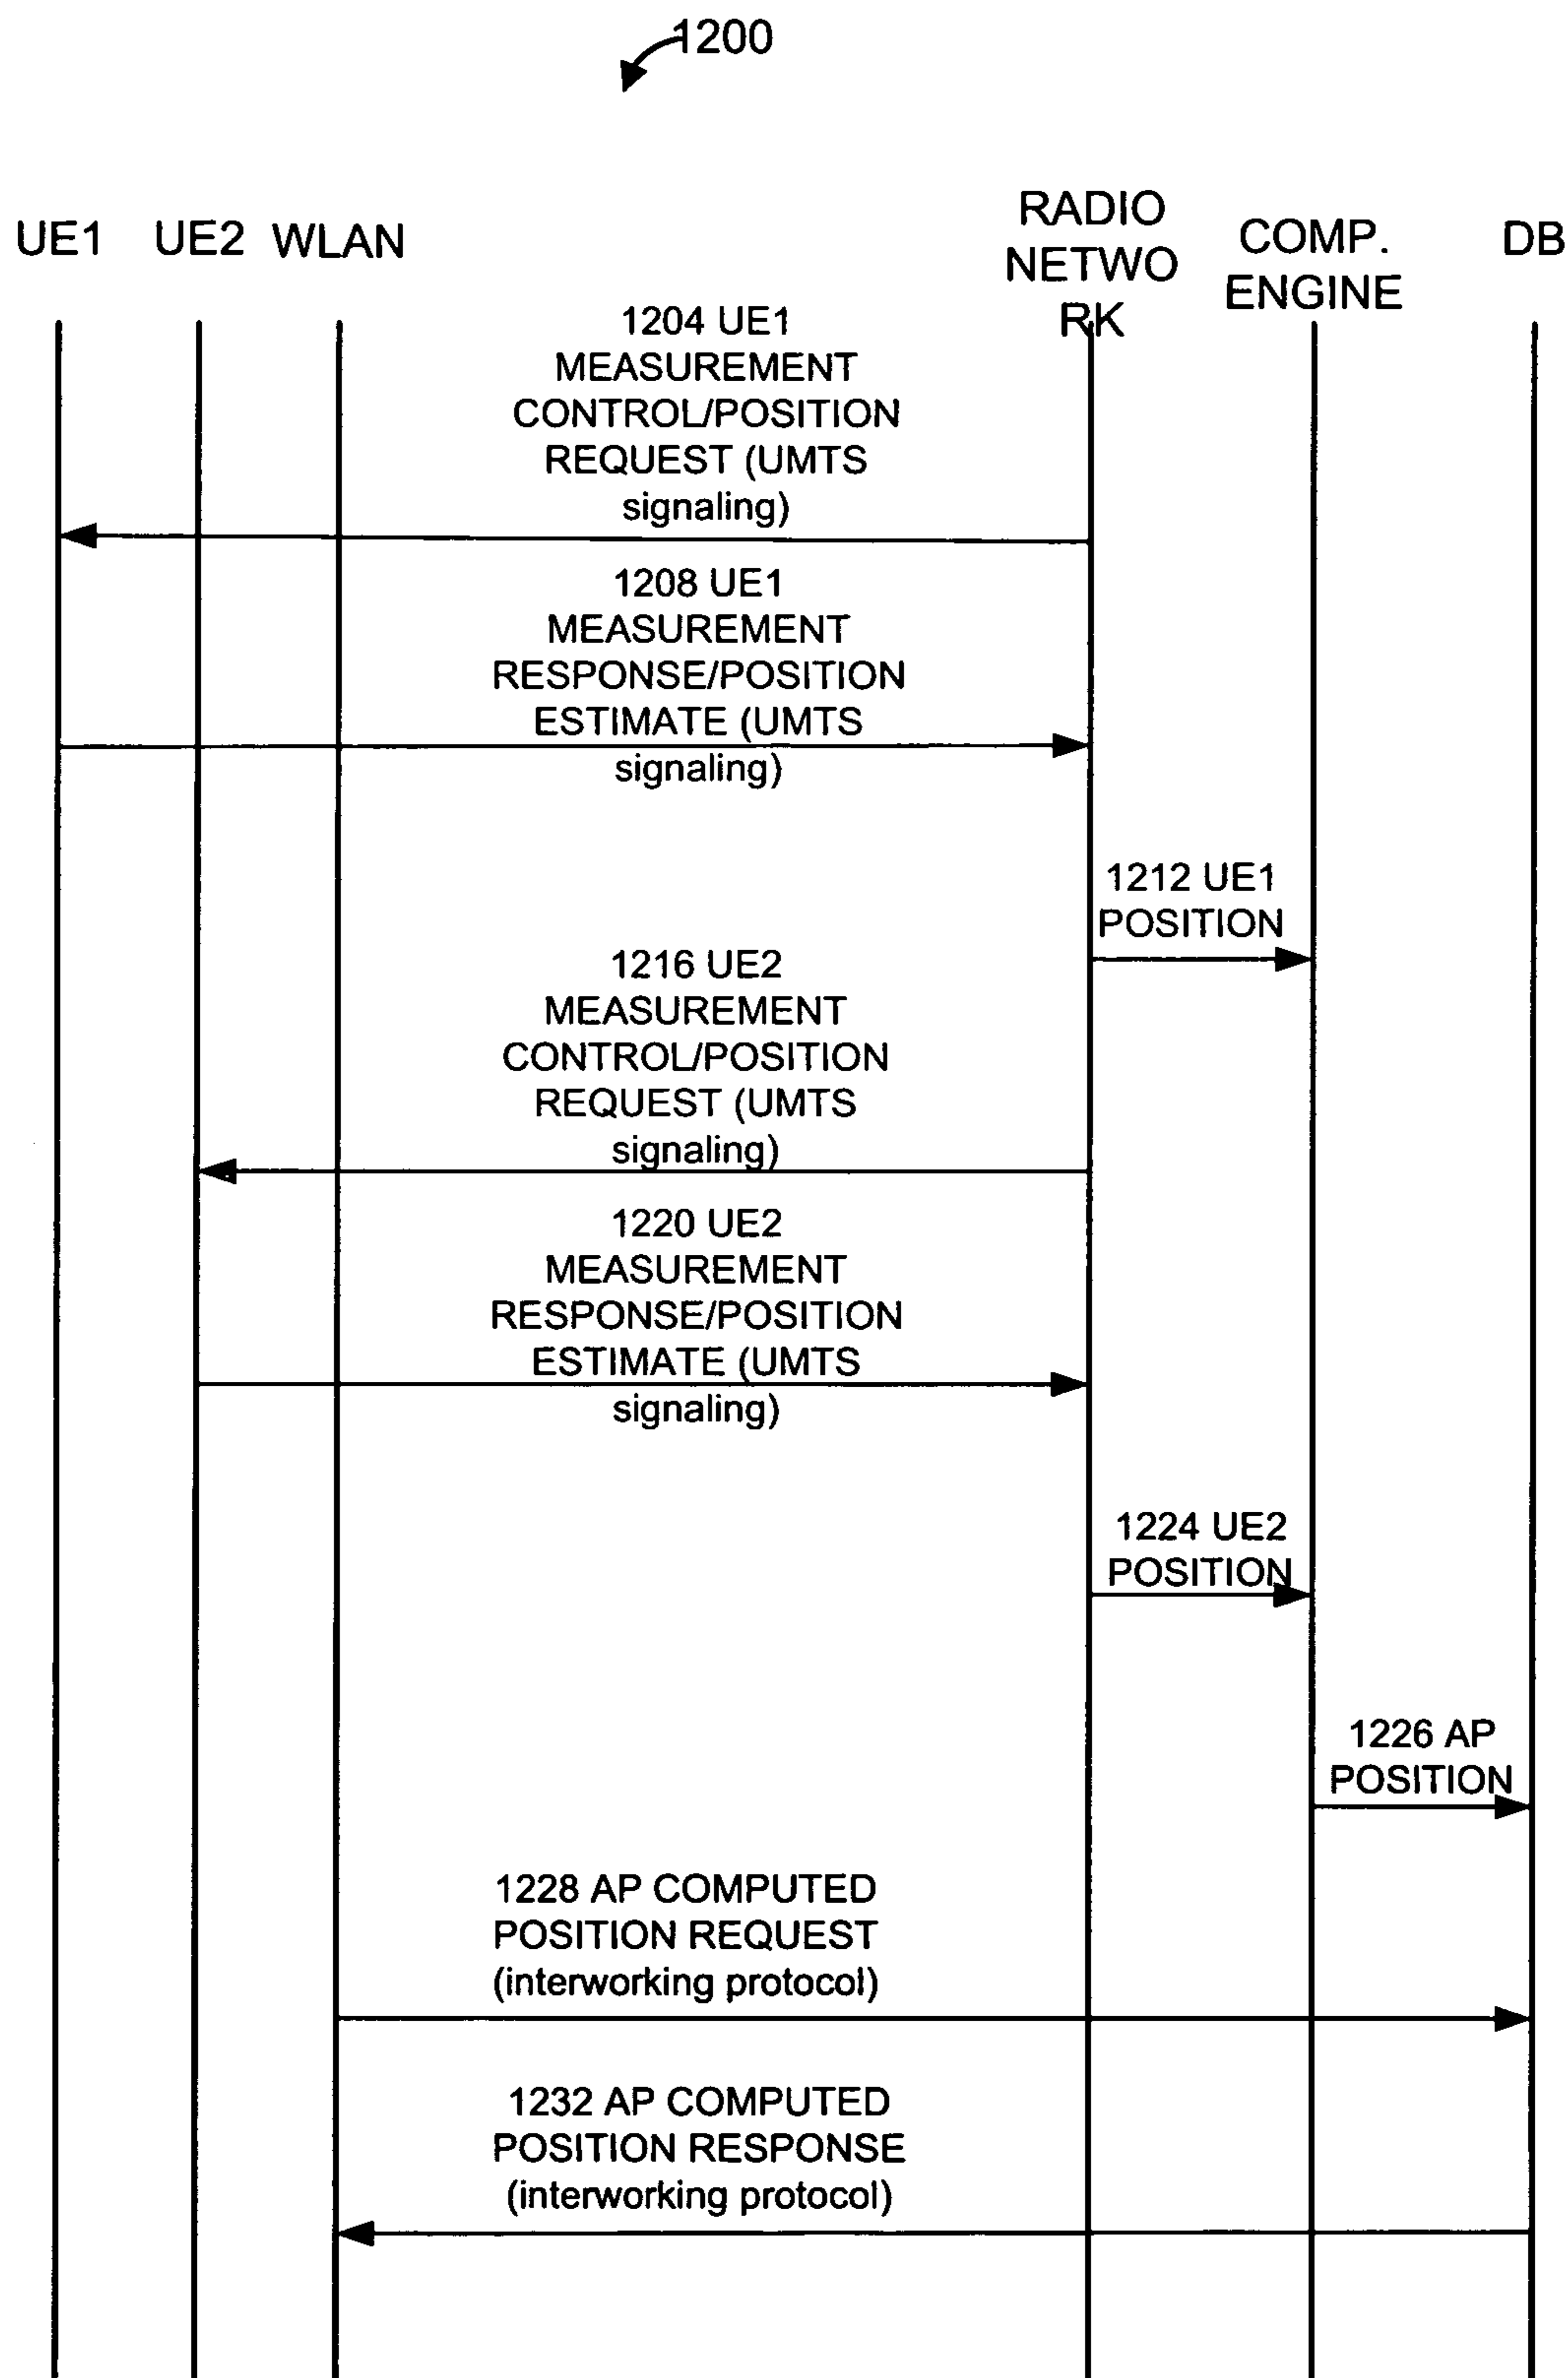 1200
UE1
UE2
WLAN
RADIO
NETWO
RK
COMP.
ENGINE
DB
1204 UE1
MEASUREMENT
CONTROL/POSITION
REQUEST (UMTS
signaling)
1208 UE1
MEASUREMENT
RESPONSE/POSITION
ESTIMATE (UMTS
signaling)
1212 UE1
POSITION
1216 UE2
MEASUREMENT
CONTROL/POSITION
REQUEST (UMTS
signaling)
1220 UE2
MEASUREMENT
RESPONSE/POSITION
ESTIMATE (UMTS
signaling)
1224 UE2
POSITION
1226 AP
POSITION
1228 AP COMPUTED
POSITION REQUEST
(interworking protocol)
1232 AP COMPUTED
POSITION RESPONSE
(interworking protocol)